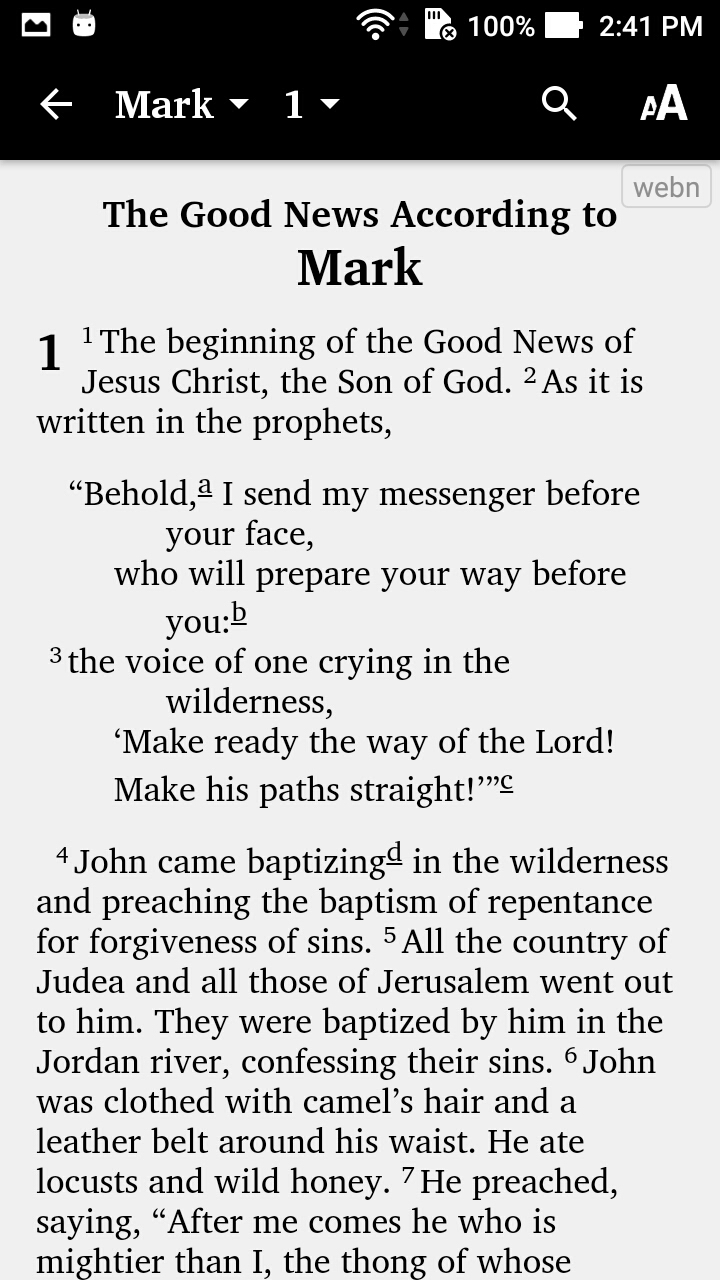 100% 2:41 PM
Mark 1 AA
webn
The Good News According to
Mark
1 1 The beginning of the Good News of
Jesus Christ, the Son of God. 2 As it is
written in the prophets,
“Behold,a I send my messenger before
your face,
who will prepare your way before
you:b
3 the voice of one crying in the
wilderness,
‘Make ready the way of the Lord!
Make his paths straight!’”c
4 John came baptizingd in the wilderness
and preaching the baptism of repentance
for forgiveness of sins. 5 All the country of
Judea and all those of Jerusalem went out
to him. They were baptized by him in the
Jordan river, confessing their sins. 6 John
was clothed with camel’s hair and a
leather belt around his waist. He ate
locusts and wild honey. 7 He preached,
saying, “After me comes he who is
mightier than I, the thong of whose